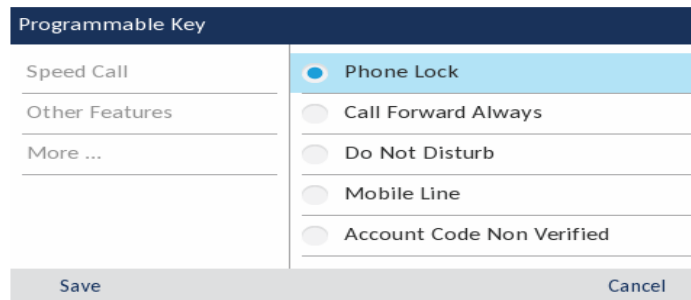 Programmable Key
Speed Call
Other Features
More ...
Phone Lock
Call Forward Always
Do Not Disturb
Mobile Line
Account Code Non Verified
Save
Cancel